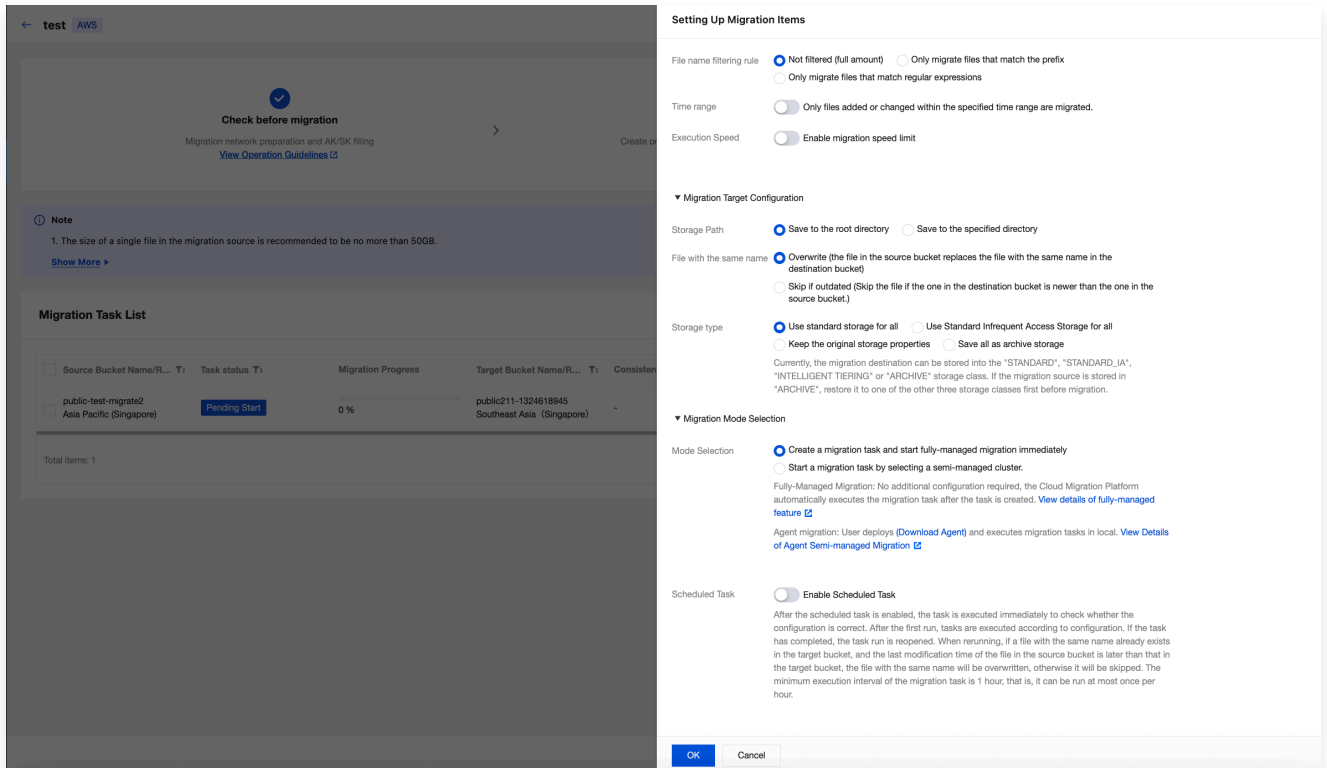 ← test AWS
Check before migration
Migration network preparation and AK/SK filling
View Operation Guidelines
Create or
Note
1. The size of a single file in the migration source is recommended to be no more than 50GB.
Show More
Migration Task List
Source Bucket Name/R... Task status Migration Progress Target Bucket Name/R... Consisten
public-test-migrate2 Pending Start 0 % public211-1324618945 -
Asia Pacific (Singapore) Southeast Asia（Singapore）
Total items: 1
Setting Up Migration Items
File name filtering rule Not filtered (full amount) Only migrate files that match the prefix
Only migrate files that match regular expressions
Time range Only files added or changed within the specified time range are migrated.
Execution Speed Enable migration speed limit
Migration Target Configuration
Storage Path Save to the root directory Save to the specified directory
File with the same name Overwrite (the file in the source bucket replaces the file with the same name in the
destination bucket)
Skip if outdated (Skip the file if the one in the destination bucket is newer than the one in the
source bucket.)
Storage type Use standard storage for all Use Standard Infrequent Access Storage for all
Keep the original storage properties Save all as archive storage
Currently, the migration destination can be stored into the "STANDARD", "STANDARD_IA",
"INTELLIGENT TIERING" or "ARCHIVE" storage class. If the migration source is stored in
"ARCHIVE", restore it to one of the other three storage classes first before migration.
Migration Mode Selection
Mode Selection Create a migration task and start fully-managed migration immediately
Start a migration task by selecting a semi-managed cluster.
Fully-Managed Migration: No additional configuration required, the Cloud Migration Platform
automatically executes the migration task after the task is created. View details of fully-managed
feature
Agent migration: User deploys (Download Agent) and executes migration tasks in local. View Details
of Agent Semi-managed Migration
Scheduled Task Enable Scheduled Task
After the scheduled task is enabled, the task is executed immediately to check whether the
configuration is correct. After the first run, tasks are executed according to configuration. If the task
has completed, the task run is reopened. When rerunning, if a file with the same name already exists
in the target bucket, and the last modification time of the file in the source bucket is later than that in
the target bucket, the file with the same name will be overwritten, otherwise it will be skipped. The
minimum execution interval of the migration task is 1 hour, that is, it can be run at most once per
hour.
OK Cancel